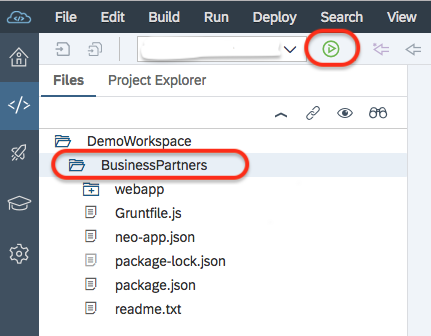 File Edit Build Run Deploy Search View
Files Project Explorer
DemoWorkspace
BusinessPartners
webapp
Gruntfile.js
neo-app.json
package-lock.json
package.json
readme.txt